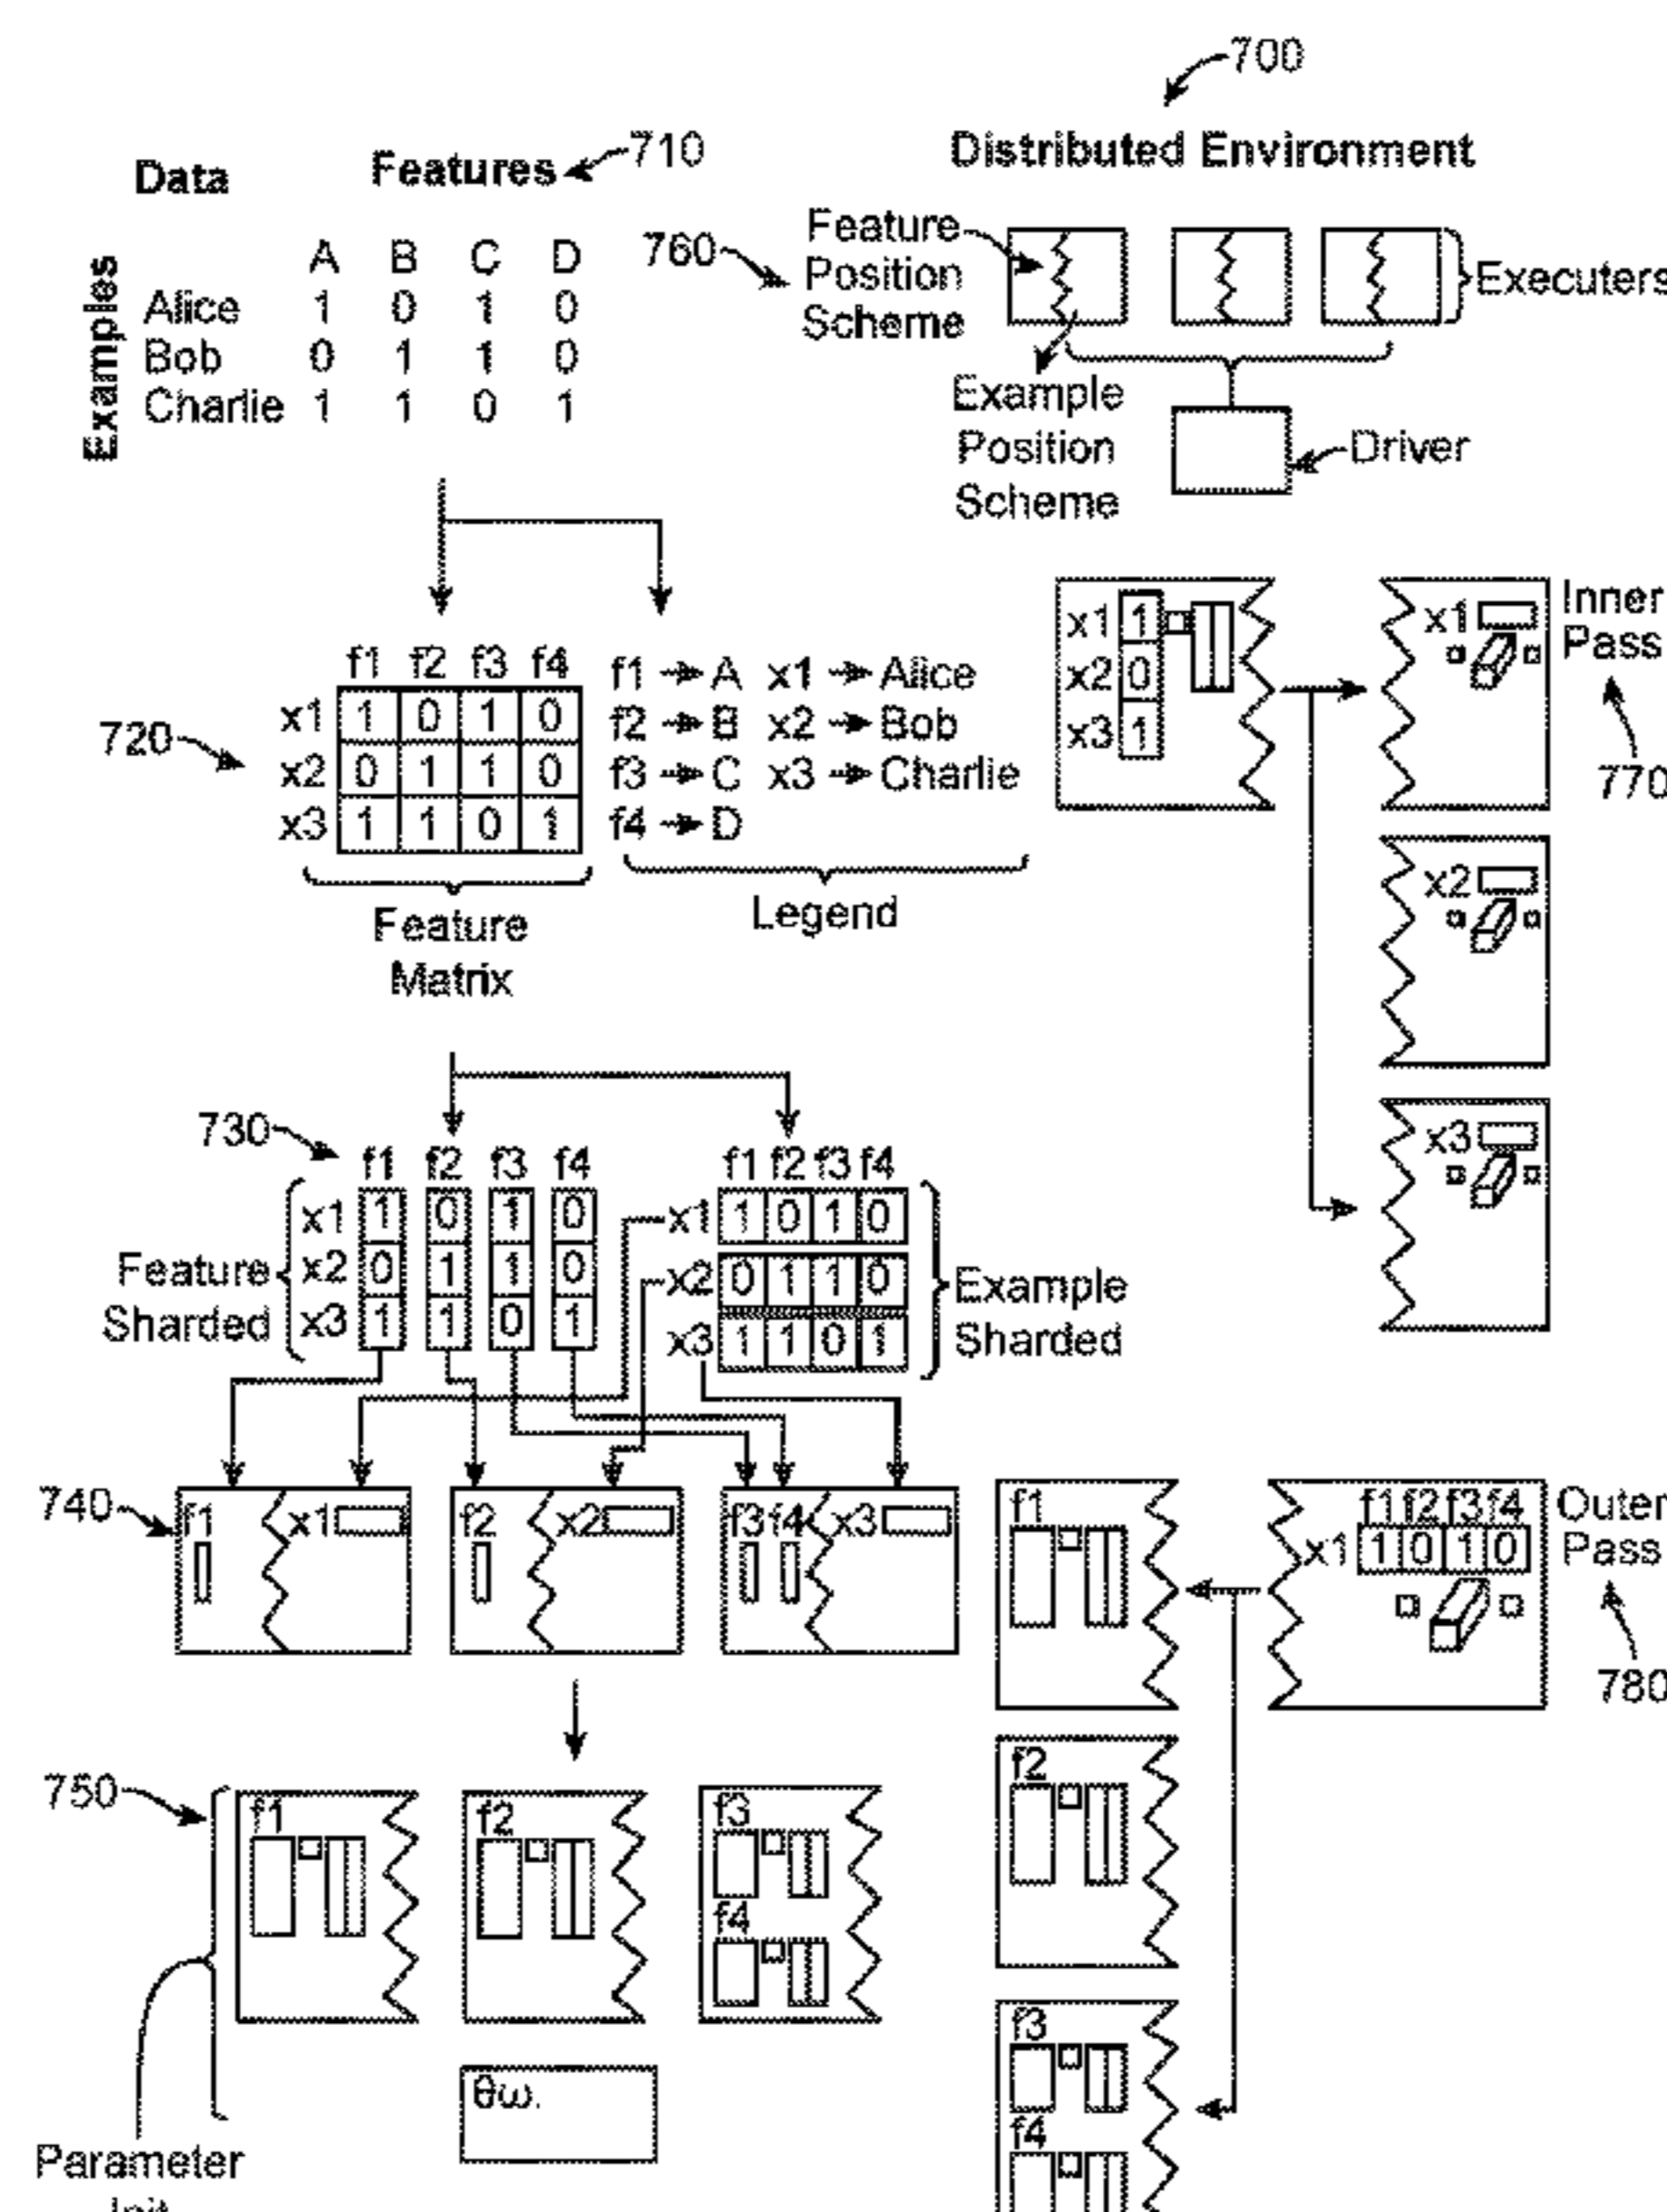 700
Distributed Environment
Data
Features
710
Examples
A B C D
Alice 1 0 1 0
Bob 0 1 1 0
Charlie 1 1 0 1
760
Feature
Position
Scheme
Executers
Example
Position
Scheme
Driver
720
f1 f2 f3 f4
x1 1 0 1 0
x2 0 1 1 0
x3 1 1 0 1
Feature
Matrix
f1 → A x1 → Alice
f2 → B x2 → Bob
f3 → C x3 → Charlie
f4 → D
Legend
x1 1
x2 0
x3 1
x1
Inner
Pass
770
x2
x3
730
f1 f2 f3 f4
x1 1 0 1 0
x2 0 1 1 0
x3 1 1 0 1
Feature
Sharded
f1 f2 f3 f4
x1 1 0 1 0
x2 0 1 1 0
x3 1 1 0 1
Example
Sharded
740
f1 x1
f2 x2
f3 f4 x3
750
f1
f2
f3
f4
θω.
Parameter
Init
f1
f2
f3
f4
f1 f2 f3 f4
x1 1 0 1 0
Outer
Pass
780